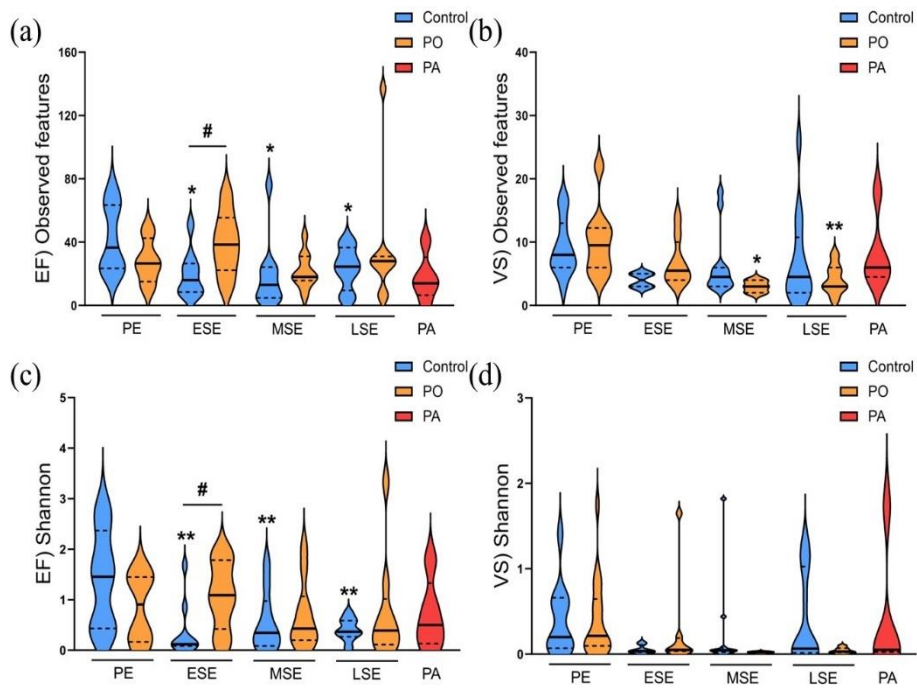 (a)
Control
PO
PA
EF) Observed features
160
120
80
40
0
*
#
*
*
PE
ESE
MSE
LSE
PA
(b)
Control
PO
PA
VS) Observed features
40
30
20
10
0
*
**
PE
ESE
MSE
LSE
PA
(c)
Control
PO
PA
EF) Shannon
5
4
3
2
1
0
**
#
**
**
PE
ESE
MSE
LSE
PA
(d)
Control
PO
PA
VS) Shannon
3
2
1
0
PE
ESE
MSE
LSE
PA